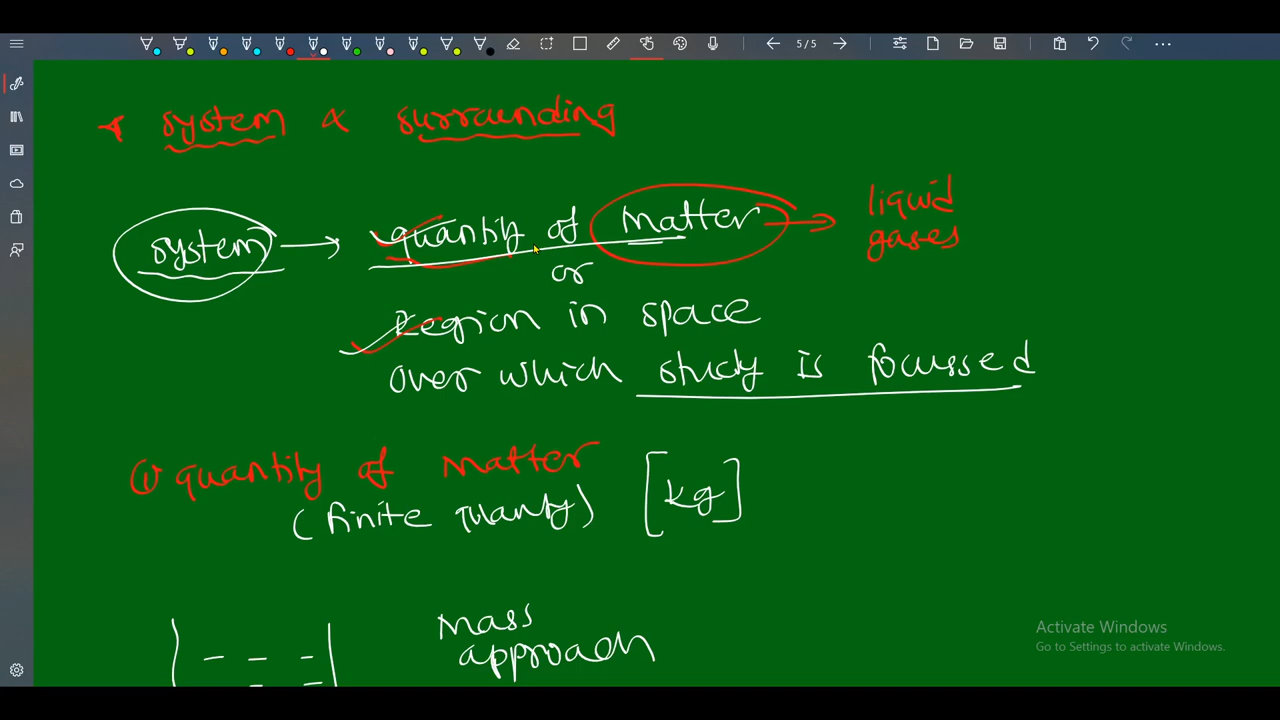 5/5
system & surrounding
system → quantity of matter → liquid
gases
or
Region in space
over which study is focussed
① quantity of matter [kg]
(finite quanty)
Mass
approach
Activate Windows
Go to Settings to activate Windows.